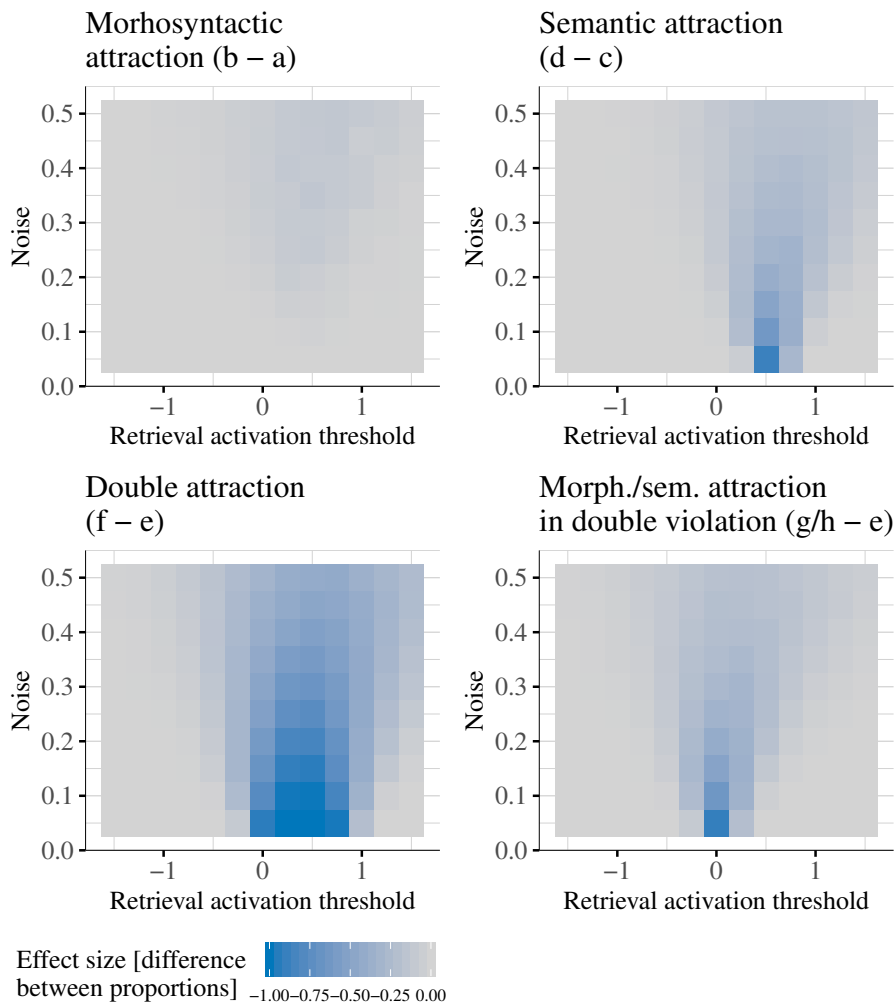 Morhosyntactic
attraction (b − a)
Semantic attraction
(d − c)
0.5
0.4
0.3
0.2
0.1
0.0
Noise
−1 0 1
Retrieval activation threshold
0.5
0.4
0.3
0.2
0.1
0.0
Noise
−1 0 1
Retrieval activation threshold
Double attraction
(f − e)
Morph./sem. attraction
in double violation (g/h − e)
0.5
0.4
0.3
0.2
0.1
0.0
Noise
−1 0 1
Retrieval activation threshold
0.5
0.4
0.3
0.2
0.1
0.0
Noise
−1 0 1
Retrieval activation threshold
Effect size [difference
between proportions]
−1.00−0.75−0.50−0.25 0.00